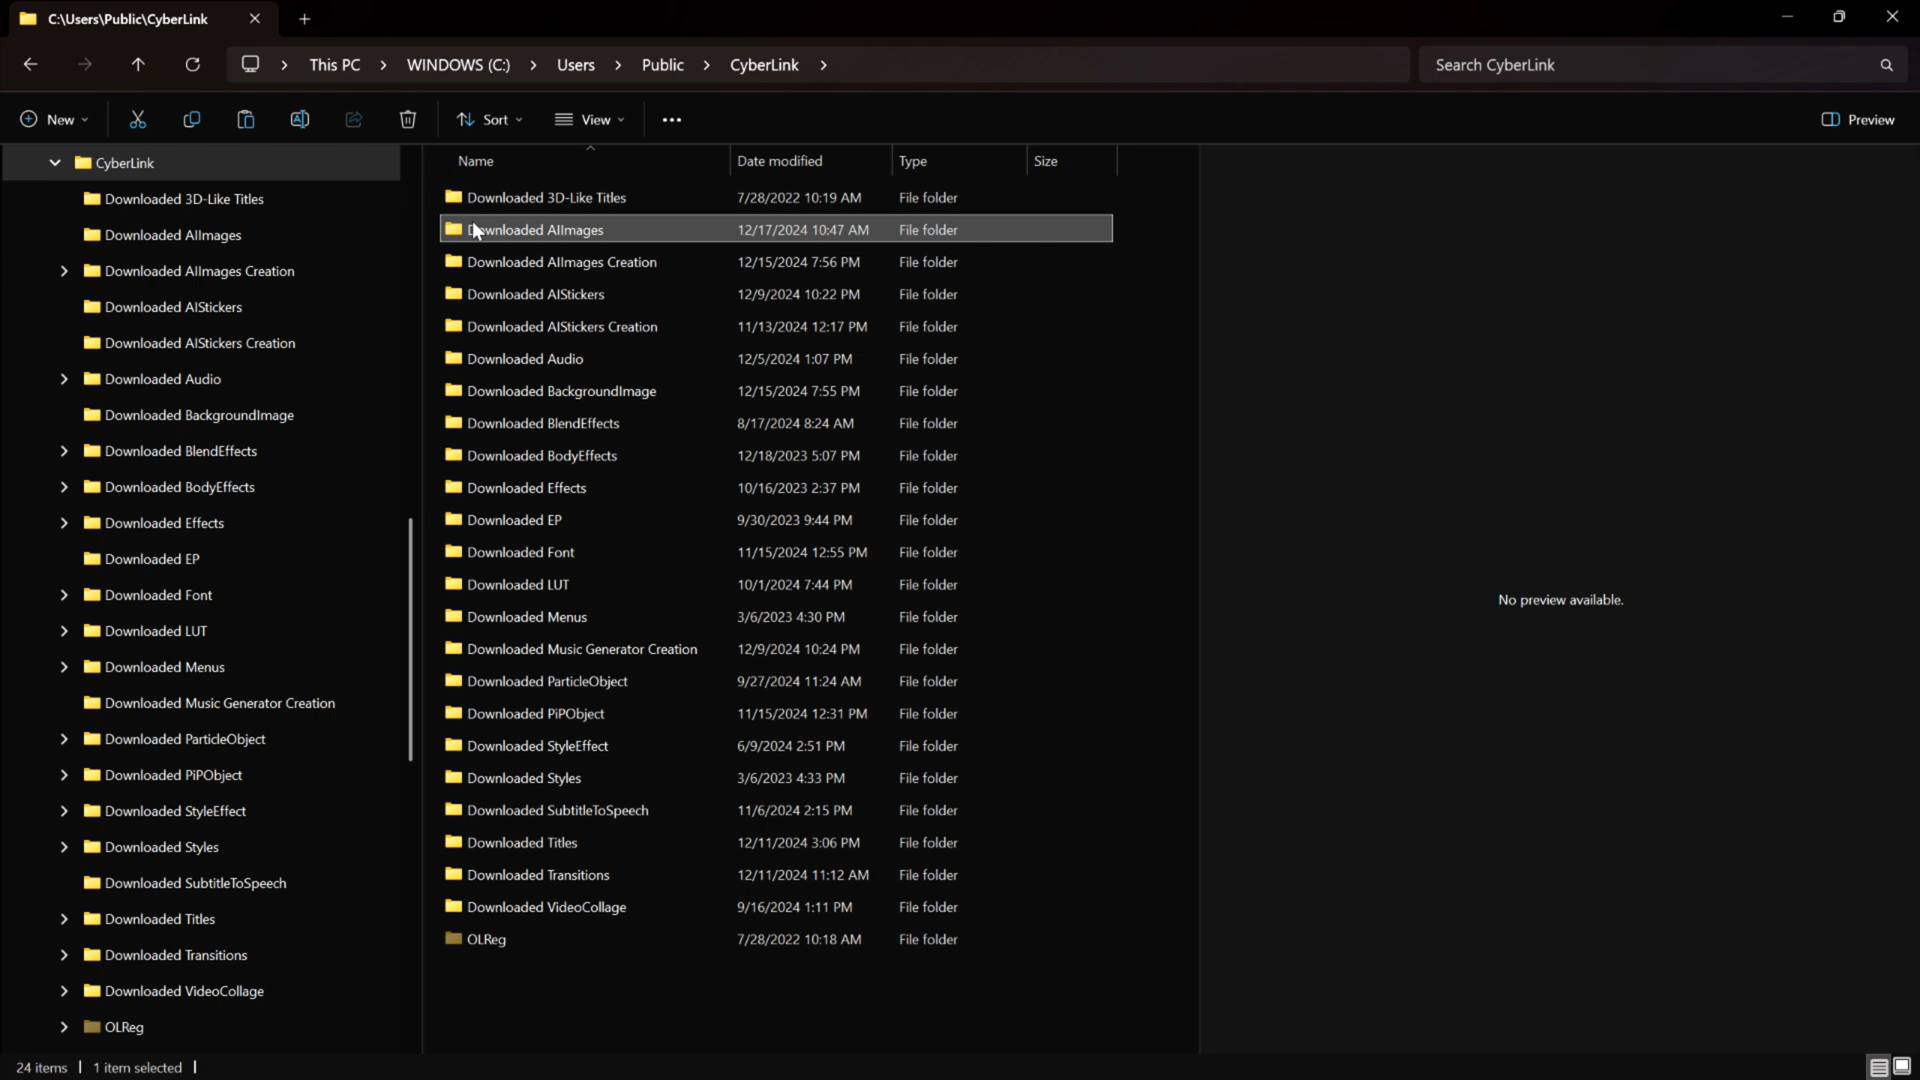 C:\Users\Public\CyberLink
This PC > WINDOWS (C:) > Users > Public > CyberLink >
Search CyberLink
New
Sort
View
Preview
CyberLink
Downloaded 3D-Like Titles
Downloaded AIImages
Downloaded AIImages Creation
Downloaded AIStickers
Downloaded AIStickers Creation
Downloaded Audio
Downloaded BackgroundImage
Downloaded BlendEffects
Downloaded BodyEffects
Downloaded Effects
Downloaded EP
Downloaded Font
Downloaded LUT
Downloaded Menus
Downloaded Music Generator Creation
Downloaded ParticleObject
Downloaded PiPObject
Downloaded StyleEffect
Downloaded Styles
Downloaded SubtitleToSpeech
Downloaded Titles
Downloaded Transitions
Downloaded VideoCollage
OLReg
Name Date modified Type Size
Downloaded 3D-Like Titles 7/28/2022 10:19 AM File folder
Downloaded AIImages 12/17/2024 10:47 AM File folder
Downloaded AIImages Creation 12/15/2024 7:56 PM File folder
Downloaded AIStickers 12/9/2024 10:22 PM File folder
Downloaded AIStickers Creation 11/13/2024 12:17 PM File folder
Downloaded Audio 12/5/2024 1:07 PM File folder
Downloaded BackgroundImage 12/15/2024 7:55 PM File folder
Downloaded BlendEffects 8/17/2024 8:24 AM File folder
Downloaded BodyEffects 12/18/2023 5:07 PM File folder
Downloaded Effects 10/16/2023 2:37 PM File folder
Downloaded EP 9/30/2023 9:44 PM File folder
Downloaded Font 11/15/2024 12:55 PM File folder
Downloaded LUT 10/1/2024 7:44 PM File folder
Downloaded Menus 3/6/2023 4:30 PM File folder
Downloaded Music Generator Creation 12/9/2024 10:24 PM File folder
Downloaded ParticleObject 9/27/2024 11:24 AM File folder
Downloaded PiPObject 11/15/2024 12:31 PM File folder
Downloaded StyleEffect 6/9/2024 2:51 PM File folder
Downloaded Styles 3/6/2023 4:33 PM File folder
Downloaded SubtitleToSpeech 11/6/2024 2:15 PM File folder
Downloaded Titles 12/11/2024 3:06 PM File folder
Downloaded Transitions 12/11/2024 11:12 AM File folder
Downloaded VideoCollage 9/16/2024 1:11 PM File folder
OLReg 7/28/2022 10:18 AM File folder
No preview available.
24 items | 1 item selected |